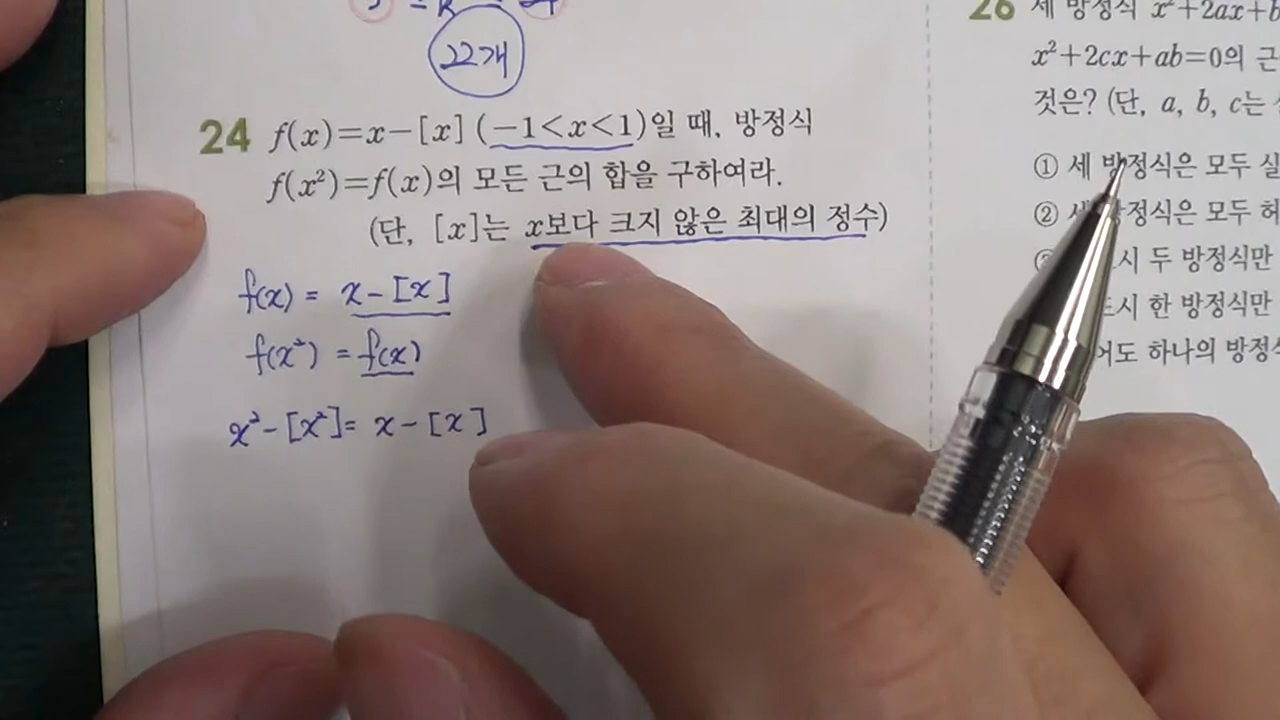 22개
24 f(x)=x-[x] (-1<x<1)일 때, 방정식
f(x²)=f(x)의 모든 근의 합을 구하여라.
(단, [x]는 x보다 크지 않은 최대의 정수)
f(x) = x-[x]
f(x²) = f(x)
x²-[x²]= x-[x]
26 세 방정식 x²+2ax+b
x²+2cx+ab=0의 근
것은? (단, a, b, c는
① 세 방정식은 모두 실
② 방정식은 모두 허
시 두 방정식만
시 한 방정식만
어도 하나의 방정식